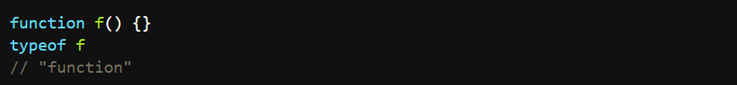 function f() {}
typeof f
// "function"